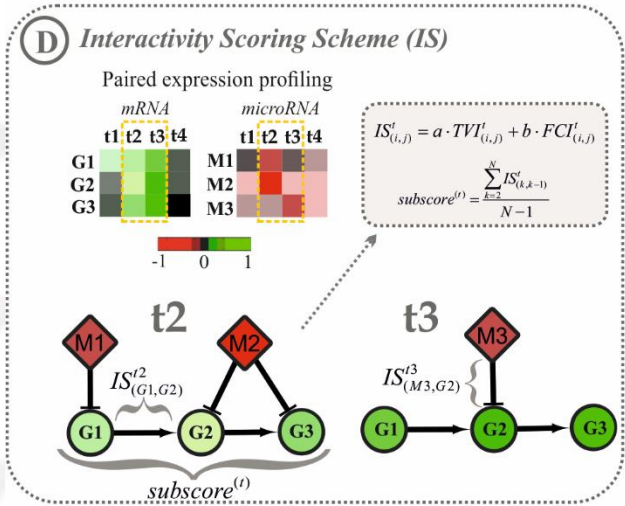 D Interactivity Scoring Scheme (IS)
Paired expression profiling
mRNA microRNA
t1 t2 t3 t4 t1 t2 t3 t4
G1 M1
G2 M2
G3 M3
-1 0 1
IS^t_(i,j) = a · TVI^t_(i,j) + b · FCI^t_(i,j)
subscore^(t) = ∑_{k=2}^{N} IS^t_(k,k-1) / N-1
t2 t3
M1 M2 M3
IS^t2_(G1,G2) IS^t3_(M3,G2)
G1 G2 G3 G1 G2 G3
subscore^(t)